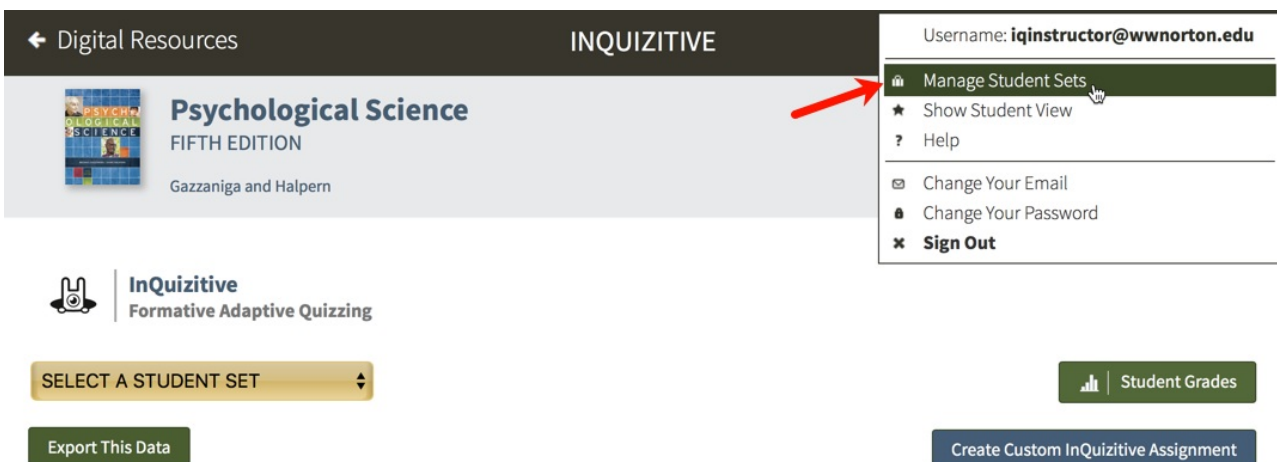 Digital Resources
INQUIZITIVE
Username: iqinstructor@wwnorton.edu
Manage Student Sets
Show Student View
? Help
Change Your Email
Change Your Password
Sign Out
PSYCH
OLOGICAL
SCIENCE
Psychological Science
FIFTH EDITION
Gazzaniga and Halpern
InQuizitive
Formative Adaptive Quizzing
SELECT A STUDENT SET
Student Grades
Export This Data
Create Custom InQuizitive Assignment